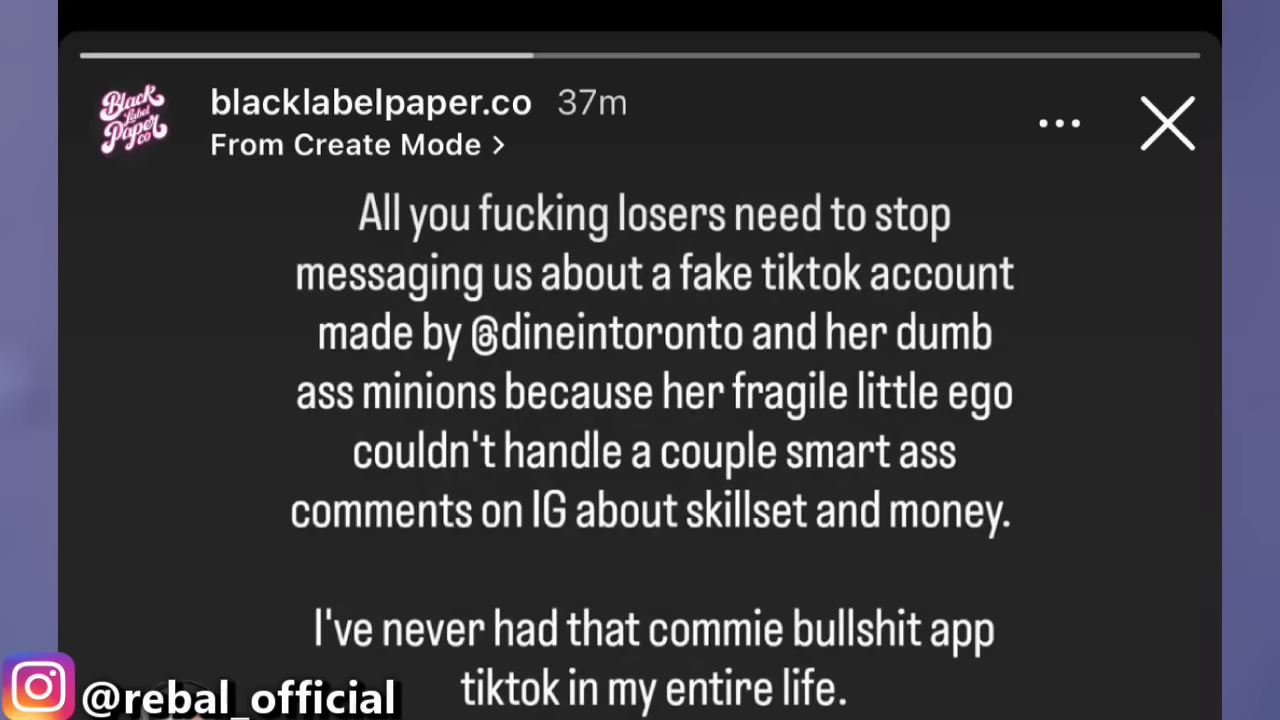 blacklabelpaper.co 37m
From Create Mode >
Black
Label
Paper
co
All you fucking losers need to stop
messaging us about a fake tiktok account
made by @dineintoronto and her dumb
ass minions because her fragile little ego
couldn't handle a couple smart ass
comments on IG about skillset and money.
I've never had that commie bullshit app
tiktok in my entire life.
@rebal_official